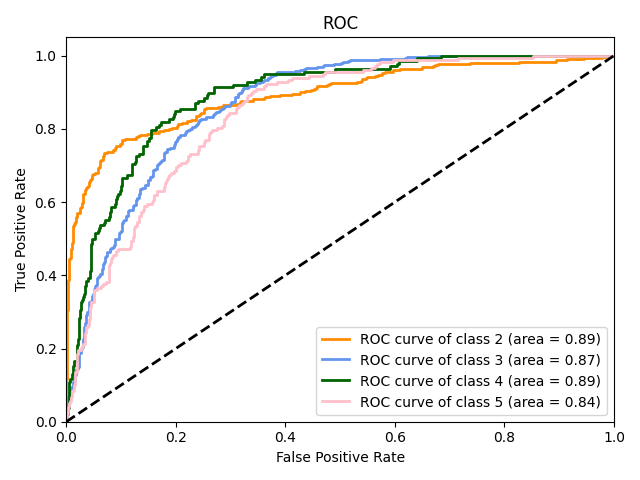 ROC
True Positive Rate
1.0
0.8
0.6
0.4
0.2
0.0
ROC curve of class 2 (area = 0.89)
ROC curve of class 3 (area = 0.87)
ROC curve of class 4 (area = 0.89)
ROC curve of class 5 (area = 0.84)
0.0 0.2 0.4 0.6 0.8 1.0
False Positive Rate